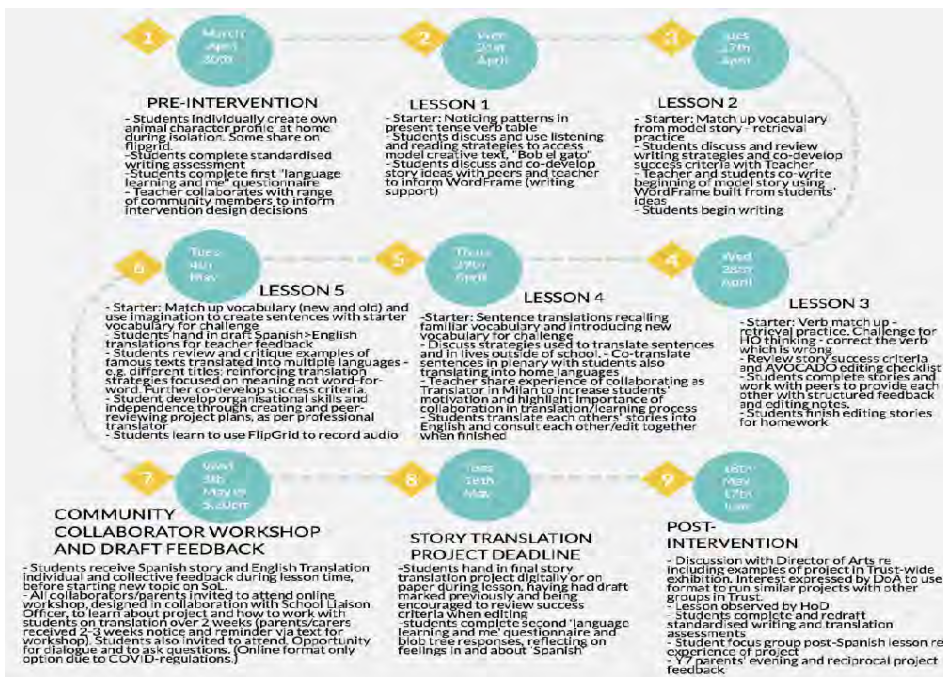 1
March
30th
2
Wed
21st
April
3
Tues
27th
April
PRE-INTERVENTION
- Students individually create own
animal character profile at home
during isolation. Some share on
flipgrid.
-Students complete standardised
writing assessment
-Students complete first "language
learning and me" questionnaire
- Teacher collaborates with range
of community members to inform
intervention design decisions
LESSON 1
- Starter: Noticing patterns in
present tense verb table
- Students discuss and use listening
and reading strategies to access
model creative text, "Bob el gato"
- Students discuss and co-develop
story ideas with peers and teacher
to inform WordFrame (writing
support)
LESSON 2
- Starter: Match up vocabulary
from model story - retrieval
practice
- Students discuss and review
writing strategies and co-develop
success criteria with Teacher
- Teacher and students co-write
beginning of model story using
WordFrame built from students'
ideas
- Students begin writing
6
Tues
4th
May
5
Thurs
29th
April
4
Wed
28th
April
LESSON 5
- Starter: Match up vocabulary (new and old) and
use imagination to create sentences with starter
vocabulary for challenge
- Students hand in draft Spanish>English
translations for teacher feedback
- Students review and critique examples of
famous texts translated into multiple languages -
e.g. different titles: reinforcing translation
strategies focused on meaning not word-for-
word. Further co-develop success criteria.
- Student develop organisational skills and
independence through creating and peer-
reviewing project plans, as per professional
translator
- Students learn to use FlipGrid to record audio
LESSON 4
-Starter: Sentence translations recalling
familiar vocabulary and introducing new
vocabulary for challenge
- Discuss strategies used to translate sentences
and in lives outside of school. - Co-translate
sentences in plenary with students also
translating into home languages
- Teacher share experience of collaborating as
Translator in Milan to increase students'
motivation and highlight importance of
collaboration in translation/learning process
- Students translate each others' stories into
English and consult each other/edit together
when finished
LESSON 3
- Starter: Verb match up -
retrieval practice. Challenge for
HO thinking - correct the verb
which is wrong
- Review story success criteria
and AVOCADO editing checklist
- Students complete stories and
work with peers to provide each
other with structured feedback
and editing notes.
- Students finish editing stories
for homework
7
Wed
5th
May @
8
Tues
18th
May
9
18th
May
17th
COMMUNITY
COLLABORATOR WORKSHOP
AND DRAFT FEEDBACK
- Students receive Spanish story and English Translation
individual and collective feedback during lesson time,
before starting new topic on SoL
- All collaborators/parents invited to attend online
workshop, designed in collaboration with School Liaison
Officer, to learn about project and how to work with
students on translation over 2 weeks (parents/carers
received 2-3 weeks notice and reminder via text for
workshop). Students also invited to attend. Opportunity
for dialogue and to ask questions. (Online format only
option due to COVID-regulations.)
STORY TRANSLATION
PROJECT DEADLINE
-Students hand in final story
translation project digitally or on
paper during lesson, having had draft
marked previously and being
encouraged to review success
criteria when editing
-students complete second 'language
learning and me' questionnaire and
blob tree responses, reflecting on
feelings in and about 'Spanish'
POST-
INTERVENTION
- Discussion with Director of Arts re
including examples of project in Trust-wide
exhibition. Interest expressed by DoA to use
format to run similar projects with other
groups in Trust.
- Lesson observed by HoD
- Students complete and redraft
standardised writing and translation
assessments
- Student focus group post-Spanish lesson re
experience of project
- Y7 parents' evening and reciprocal project
feedback